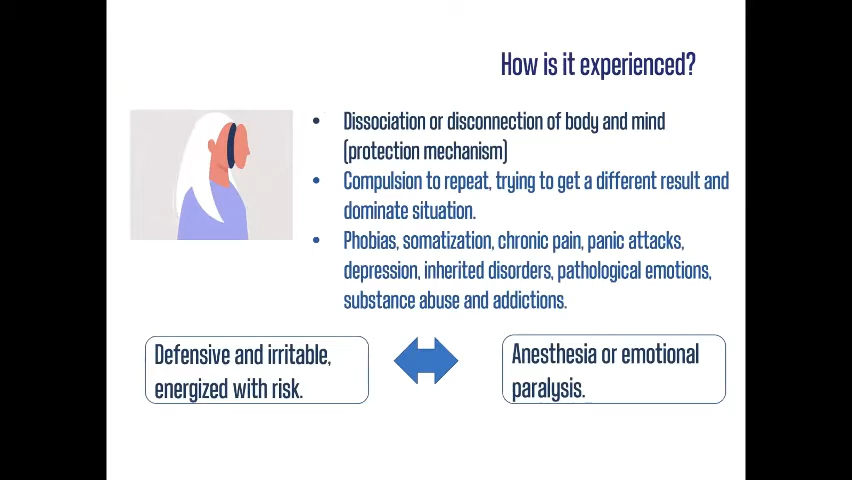 How is it experienced?
• Dissociation or disconnection of body and mind
(protection mechanism)
• Compulsion to repeat, trying to get a different result and
dominate situation.
• Phobias, somatization, chronic pain, panic attacks,
depression, inherited disorders, pathological emotions,
substance abuse and addictions.
Defensive and irritable,
energized with risk.
Anesthesia or emotional
paralysis.